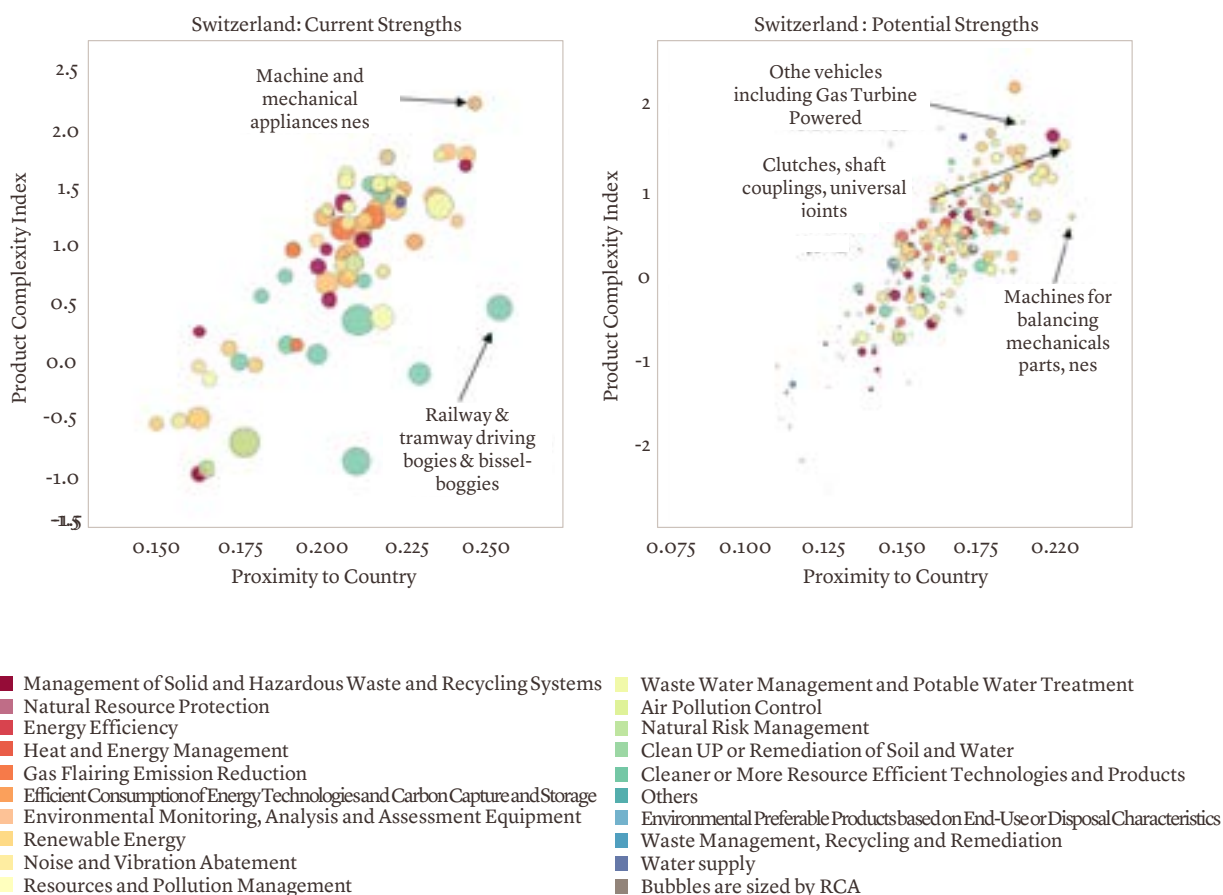 Switzerland: Current Strengths
2.5
2.0
1.5
1.0
0.5
0.0
-0.5
-1.0
-1.5
Product Complexity Index
Machine and
mechanical
appliances nes
Railway &
tramway driving
bogies & bissel-
boggies
0.150 0.175 0.200 0.225 0.250
Proximity to Country
Switzerland : Potential Strengths
2
1
0
-1
-2
Product Complexity Index
Othe vehicles
including Gas Turbine
Powered
Clutches, shaft
couplings, universal
ioints
Machines for
balancing
mechanicals
parts, nes
0.075 0.100 0.125 0.150 0.175 0.220
Proximity to Country
Management of Solid and Hazardous Waste and Recycling Systems
Natural Resource Protection
Energy Efficiency
Heat and Energy Management
Gas Flairing Emission Reduction
Efficient Consumption of Energy Technologies and Carbon Capture and Storage
Environmental Monitoring, Analysis and Assessment Equipment
Renewable Energy
Noise and Vibration Abatement
Resources and Pollution Management
Waste Water Management and Potable Water Treatment
Air Pollution Control
Natural Risk Management
Clean UP or Remediation of Soil and Water
Cleaner or More Resource Efficient Technologies and Products
Others
Environmental Preferable Products based on End-Use or Disposal Characteristics
Waste Management, Recycling and Remediation
Water supply
Bubbles are sized by RCA